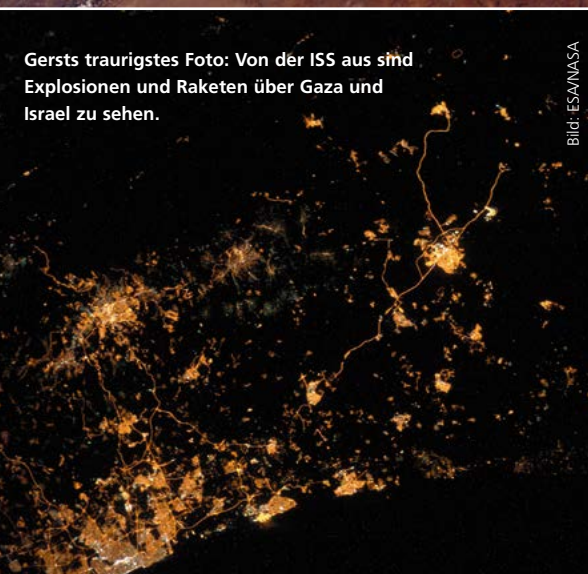 Gersts traurigstes Foto: Von der ISS aus sind
Explosionen und Raketen über Gaza und
Israel zu sehen.
Bild: ESA/NASA